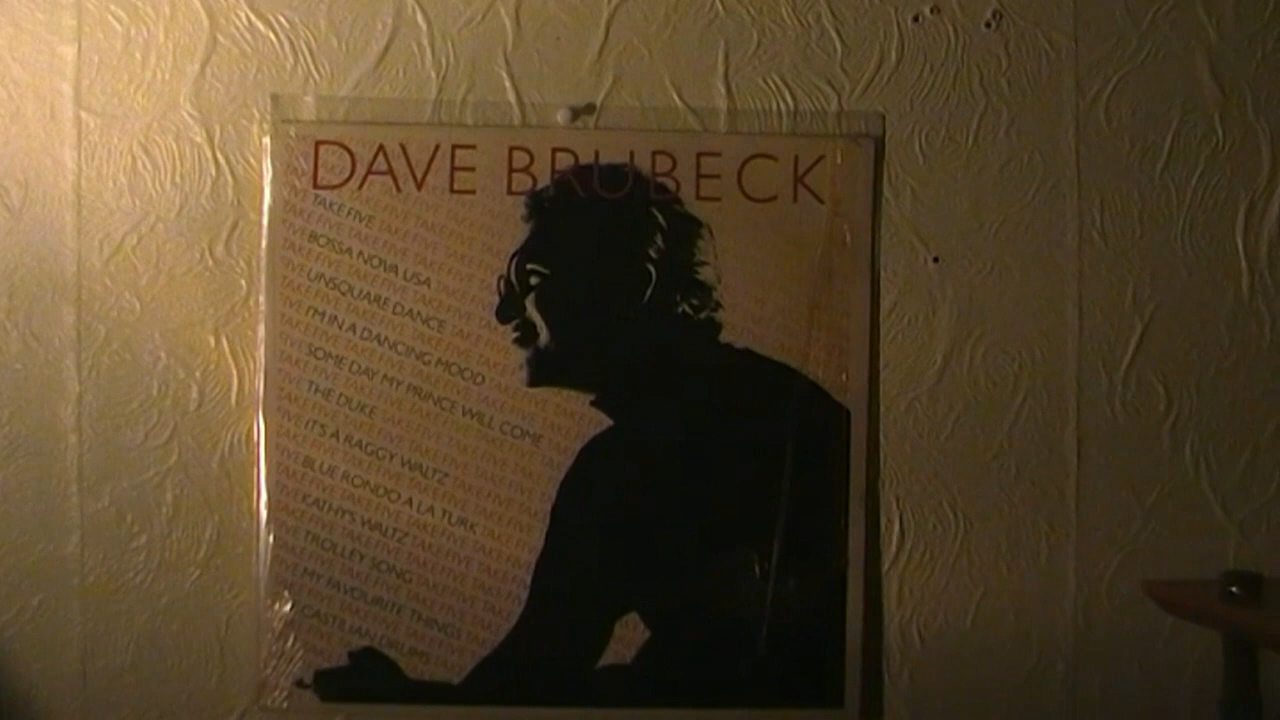 DAVE BRUBECK
TAKE FIVE
BOSSA NOVA USA
UNSQUARE DANCE
I'M IN A DANCING MOOD
SOME DAY MY PRINCE WILL COME
THE DUKE
IT'S A RAGGY WALTZ
BLUE RONDO A LA TURK
KATHY'S WALTZ
TROLLEY SONG
MY FAVOURITE THINGS
CASTILIAN DRUMS